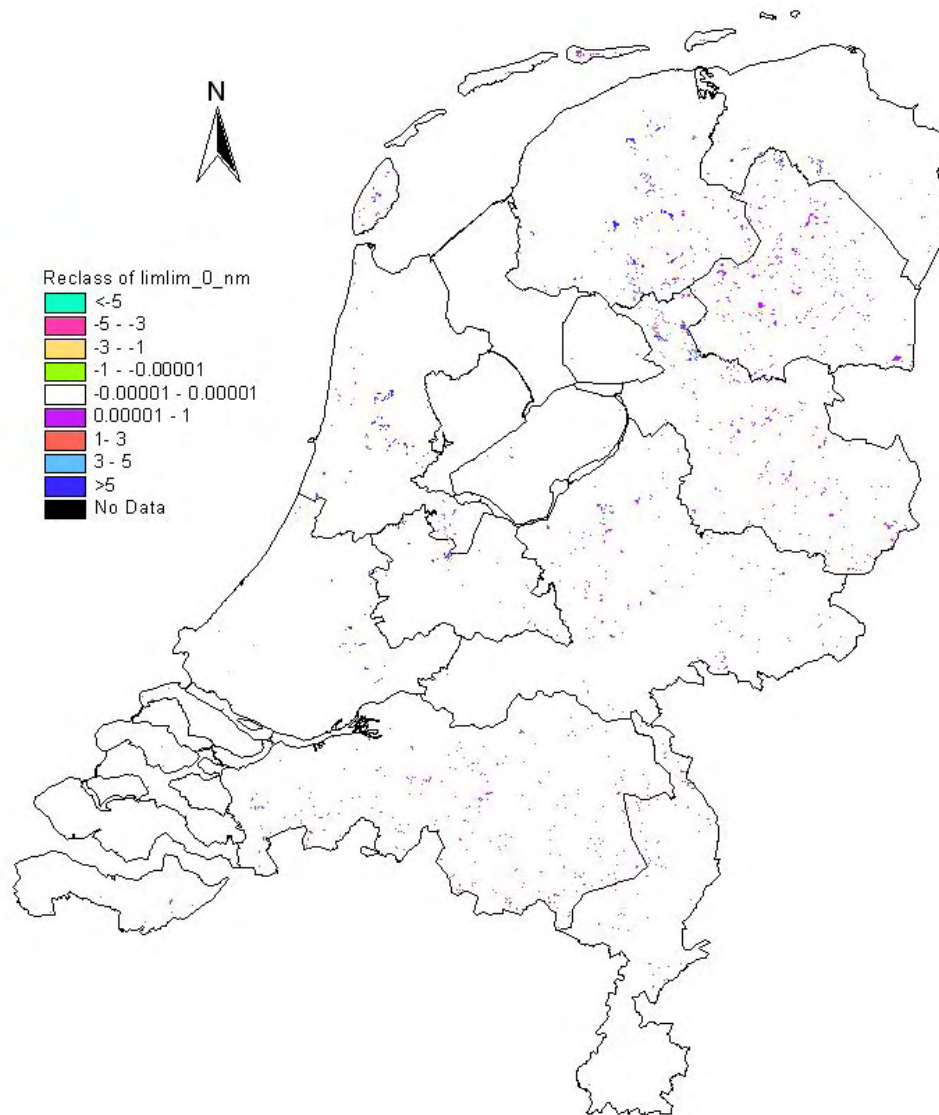 N
Reclass of limlim_0_nm
<-5
-5 - -3
-3 - -1
-1 - -0.00001
-0.00001 - 0.00001
0.00001 - 1
1- 3
3 - 5
>5
No Data